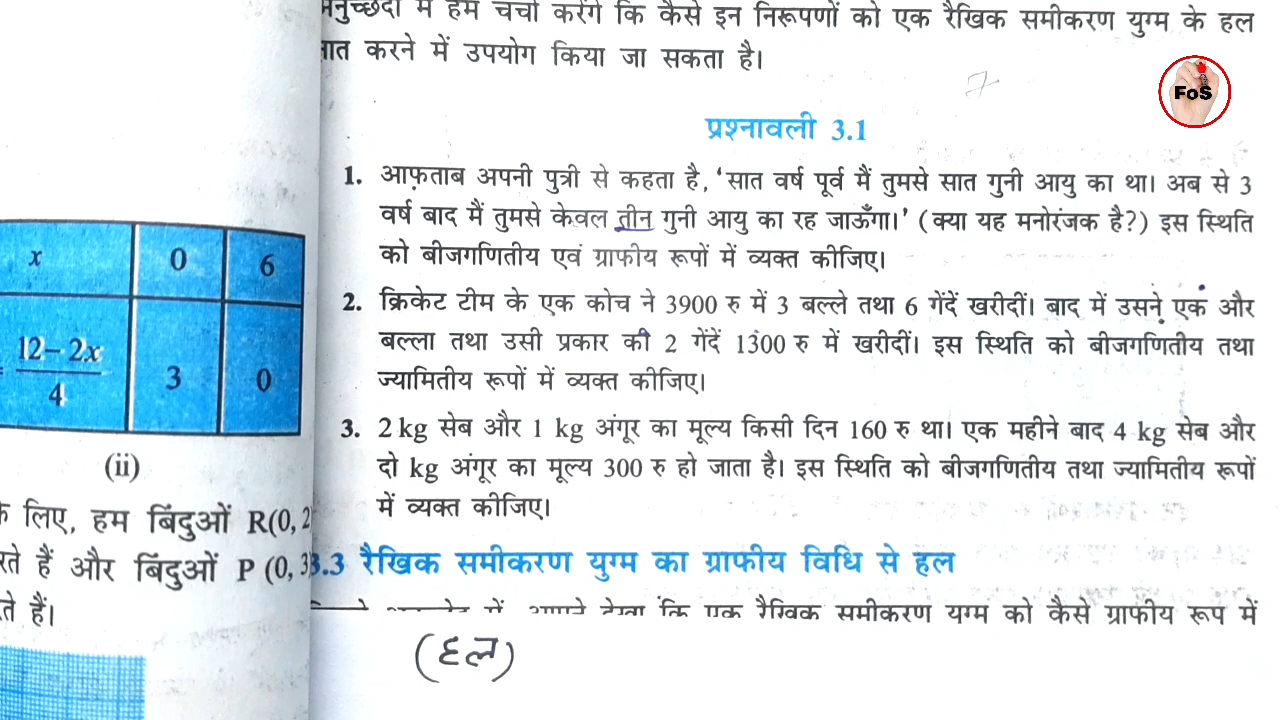 अनुच्छेदों में हम चर्चा करेंगे कि कैसे इन निरूपणों को एक रैखिक समीकरण युग्म के हल
करने में उपयोग किया जा सकता है।
7
FoS
प्रश्नावली 3.1
1. आफ़ताब अपनी पुत्री से कहता है, ‘सात वर्ष पूर्व मैं तुमसे सात गुनी आयु का था। अब से 3
वर्ष बाद मैं तुमसे केवल तीन गुनी आयु का रह जाऊँगा।’ (क्या यह मनोरंजक है?) इस स्थिति
को बीजगणितीय एवं ग्राफीय रूपों में व्यक्त कीजिए।
2. क्रिकेट टीम के एक कोच ने 3900 रु में 3 बल्ले तथा 6 गेंदें खरीदीं। बाद में उसने एक और
बल्ला तथा उसी प्रकार की 2 गेंदें 1300 रु में खरीदीं। इस स्थिति को बीजगणितीय तथा
ज्यामितीय रूपों में व्यक्त कीजिए।
3. 2 kg सेब और 1 kg अंगूर का मूल्य किसी दिन 160 रु था। एक महीने बाद 4 kg सेब और
दो kg अंगूर का मूल्य 300 रु हो जाता है। इस स्थिति को बीजगणितीय तथा ज्यामितीय रूपों
में व्यक्त कीजिए।
3.3 रैखिक समीकरण युग्म का ग्राफीय विधि से हल
एक रैखिक समीकरण युग्म को कैसे ग्राफीय रूप में
(हल)
x 0 6
12 – 2x
4
3 0
(ii)
के लिए, हम बिंदुओं R(0, 2
और बिंदुओं P (0, 3
हैं।